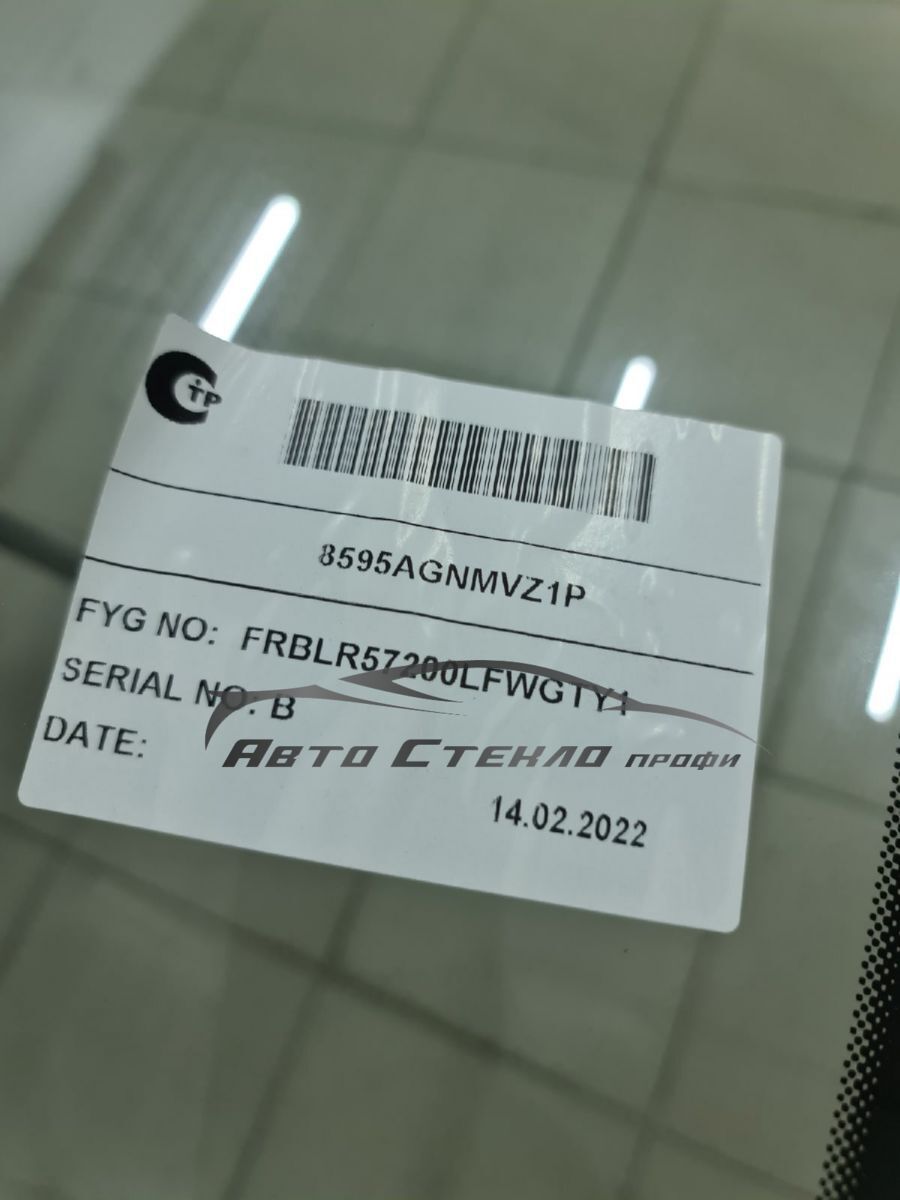 TP
8595AGNMVZ1P
FYG NO: FRBLR57200LFWGTY1
SERIAL NO: B
DATE:
АВТО СТЕКЛО ПРОФИ
14.02.2022